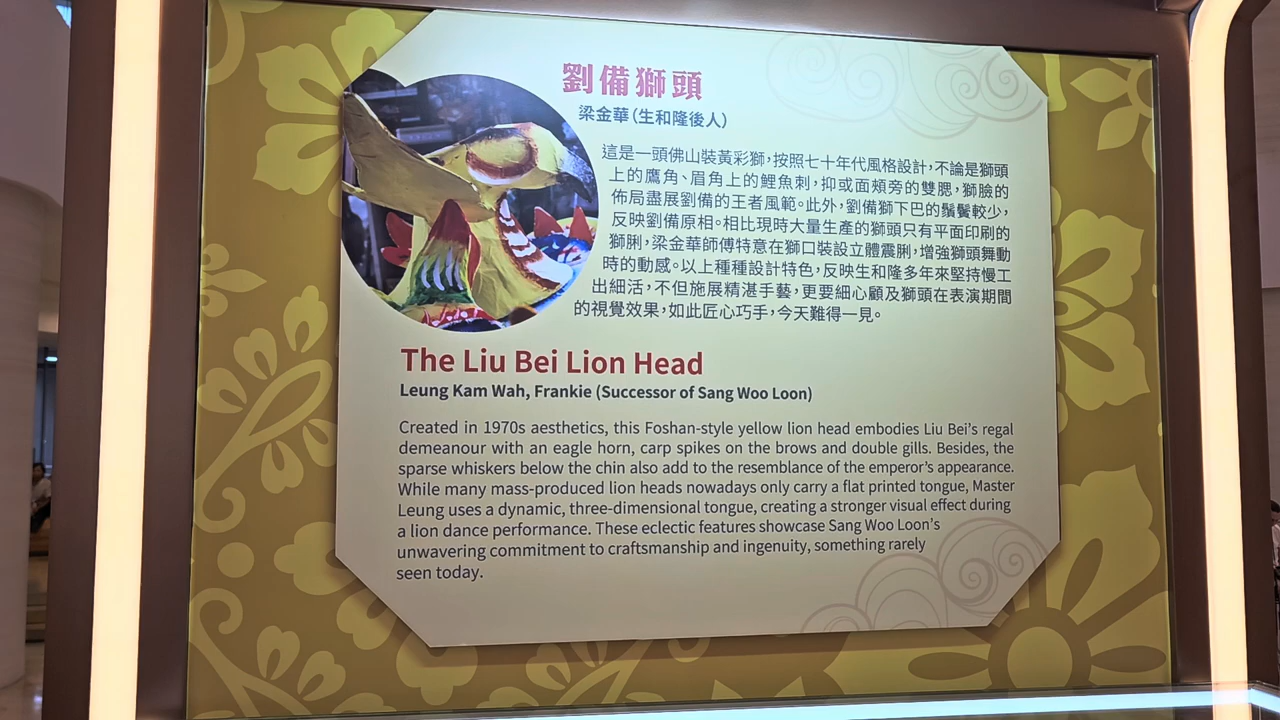 劉備獅頭
梁金華(生和隆後人)
這是一頭佛山裝黃彩獅,按照七十年代風格設計,不論是獅頭
上的鷹角、眉角上的鯉魚刺,抑或面頰旁的雙腮,獅臉的
佈局盡展劉備的王者風範。此外,劉備獅下巴的鬚鬢較少,
反映劉備原相。相比現時大量生產的獅頭只有平面印刷的
獅脷,梁金華師傅特意在獅口裝設立體震脷,增強獅頭舞動
時的動感。以上種種設計特色,反映生和隆多年來堅持慢工
出細活,不但施展精湛手藝,更要細心顧及獅頭在表演期間
的視覺效果,如此匠心巧手,今天難得一見。
The Liu Bei Lion Head
Leung Kam Wah, Frankie (Successor of Sang Woo Loon)
Created in 1970s aesthetics, this Foshan-style yellow lion head embodies Liu Bei's regal
demeanour with an eagle horn, carp spikes on the brows and double gills. Besides, the
sparse whiskers below the chin also add to the resemblance of the emperor's appearance.
While many mass-produced lion heads nowadays only carry a flat printed tongue, Master
Leung uses a dynamic, three-dimensional tongue, creating a stronger visual effect during
a lion dance performance. These eclectic features showcase Sang Woo Loon's
unwavering commitment to craftsmanship and ingenuity, something rarely
seen today.